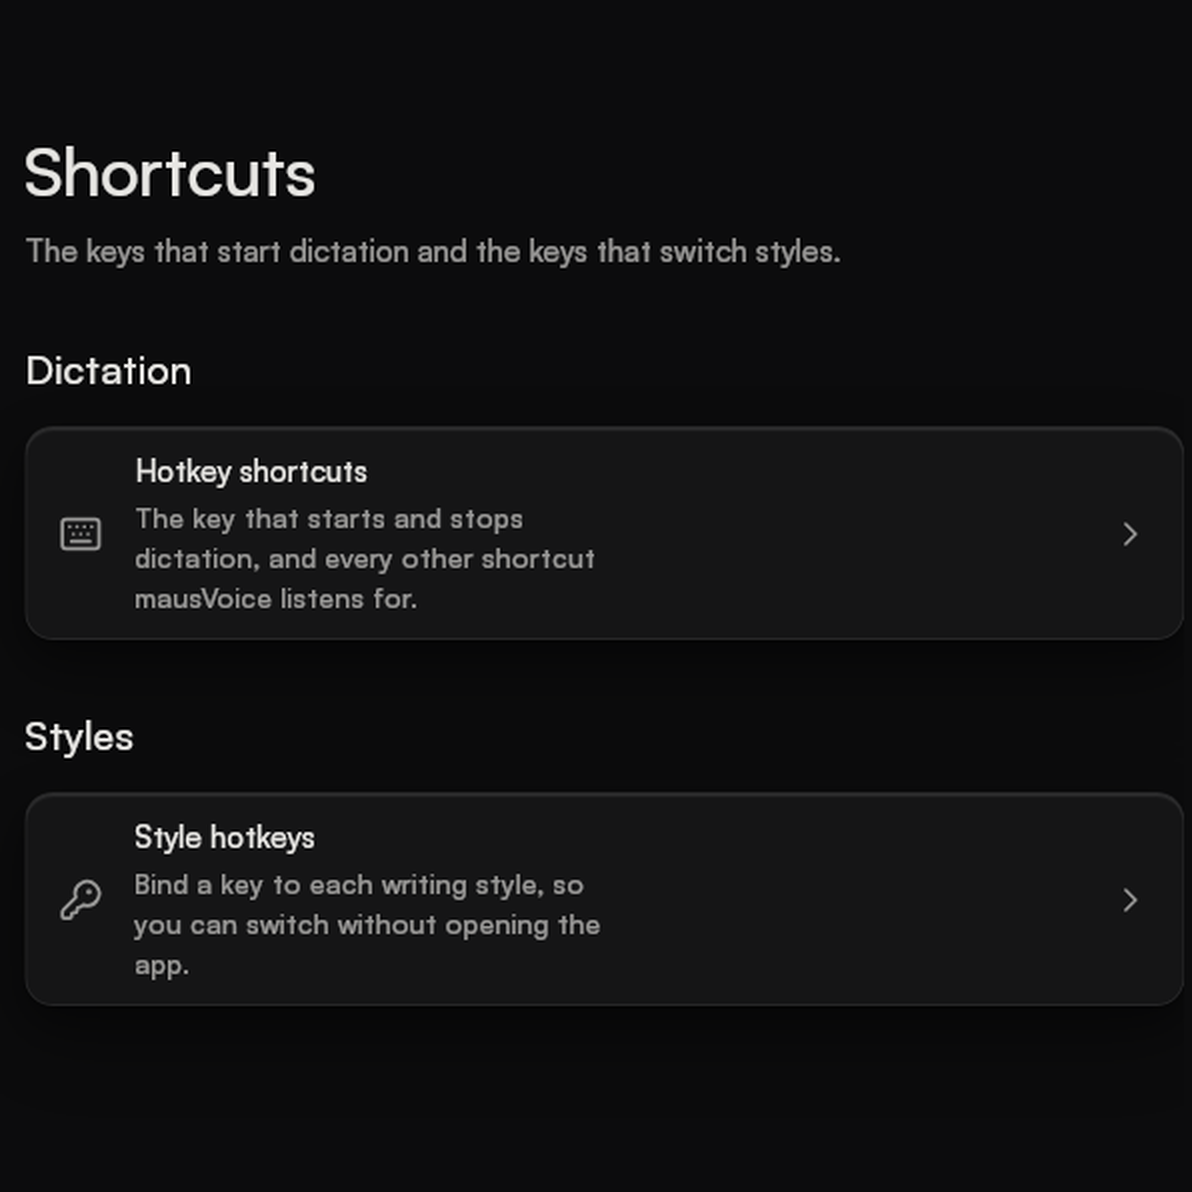 Shortcuts
The keys that start dictation and the keys that switch styles.
Dictation
Hotkey shortcuts
The key that starts and stops
dictation, and every other shortcut
mausVoice listens for.
Styles
Style hotkeys
Bind a key to each writing style, so
you can switch without opening the
app.